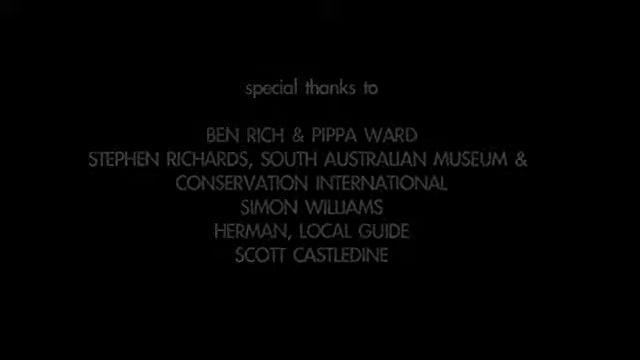 special thanks to
BEN RICH & PIPPA WARD
STEPHEN RICHARDS, SOUTH AUSTRALIAN MUSEUM &
CONSERVATION INTERNATIONAL
SIMON WILLIAMS
HERMAN, LOCAL GUIDE
SCOTT CASTLEDINE